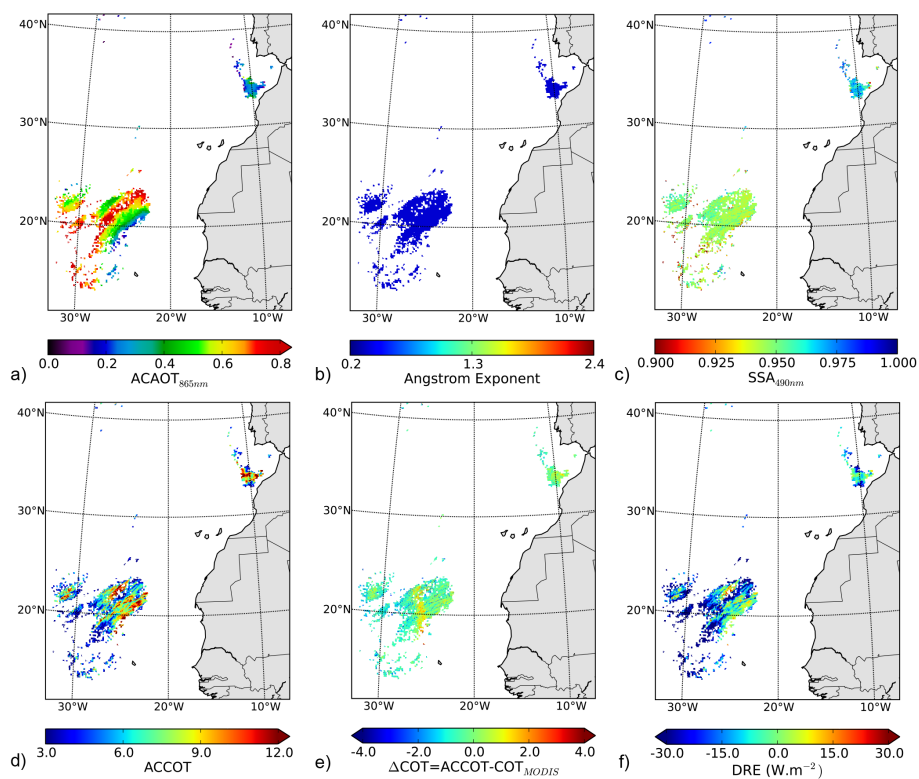 40°N
40°N
40°N
30°N
30°N
30°N
20°N
20°N
20°N
30°W 20°W 10°W
30°W 20°W 10°W
30°W 20°W 10°W
0.0 0.2 0.4 0.6 0.8
0.2 1.3 2.4
0.900 0.925 0.950 0.975 1.000
a) ACAOT865nm
b) Angstrom Exponent
c) SSA490nm
40°N
40°N
40°N
30°N
30°N
30°N
20°N
20°N
20°N
30°W 20°W 10°W
30°W 20°W 10°W
30°W 20°W 10°W
3.0 6.0 9.0 12.0
-4.0 -2.0 0.0 2.0 4.0
-30.0 -15.0 0.0 15.0 30.0
d) ACCOT
e) ΔCOT=ACCOT-COTMODIS
f) DRE (W.m⁻²)